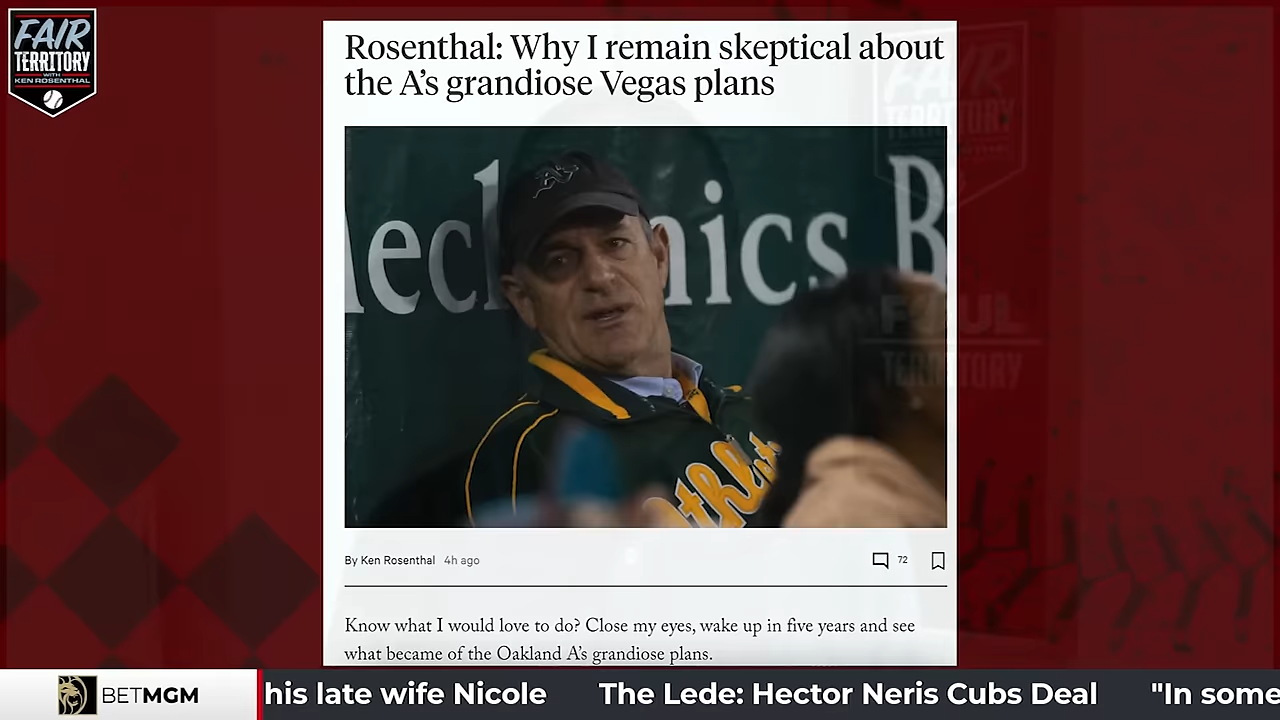 FAIR
TERRITORY
WITH
KEN ROSENTHAL
Rosenthal: Why I remain skeptical about
the A's grandiose Vegas plans
A's
nics B
By Ken Rosenthal 4h ago
72
Know what I would love to do? Close my eyes, wake up in five years and see
what became of the Oakland A's grandiose plans.
BETMGM
his late wife Nicole The Lede: Hector Neris Cubs Deal "In some